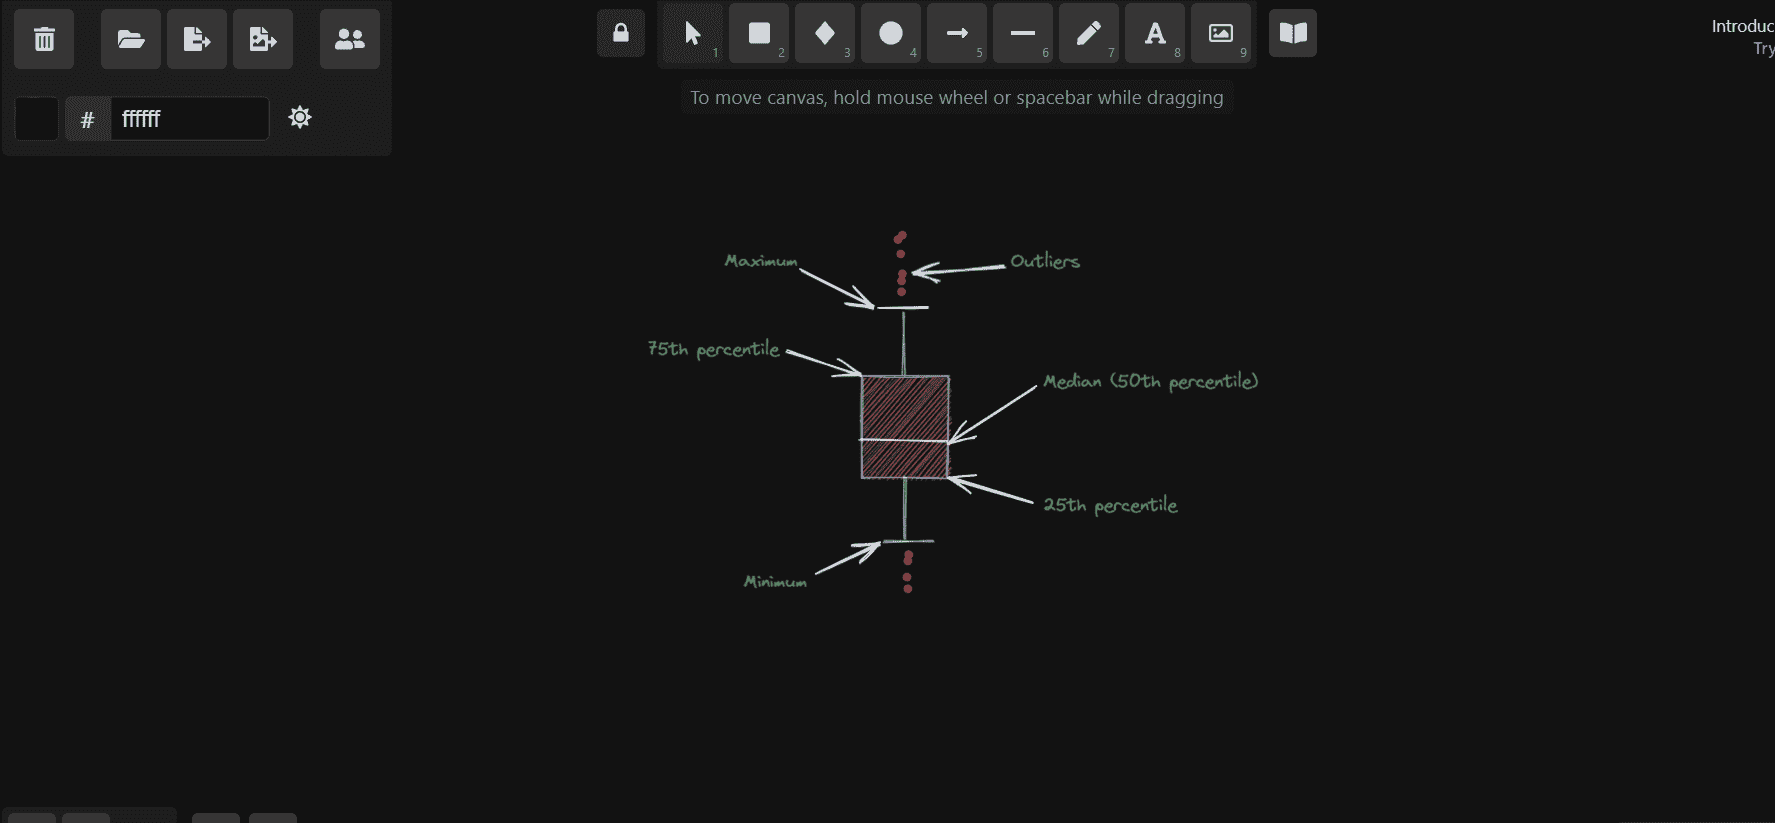 Introduc
Try
1
2
3
4
5
6
7
8
9
To move canvas, hold mouse wheel or spacebar while dragging
# ffffff
Maximum
Outliers
75th percentile
Median (50th percentile)
25th percentile
Minimum